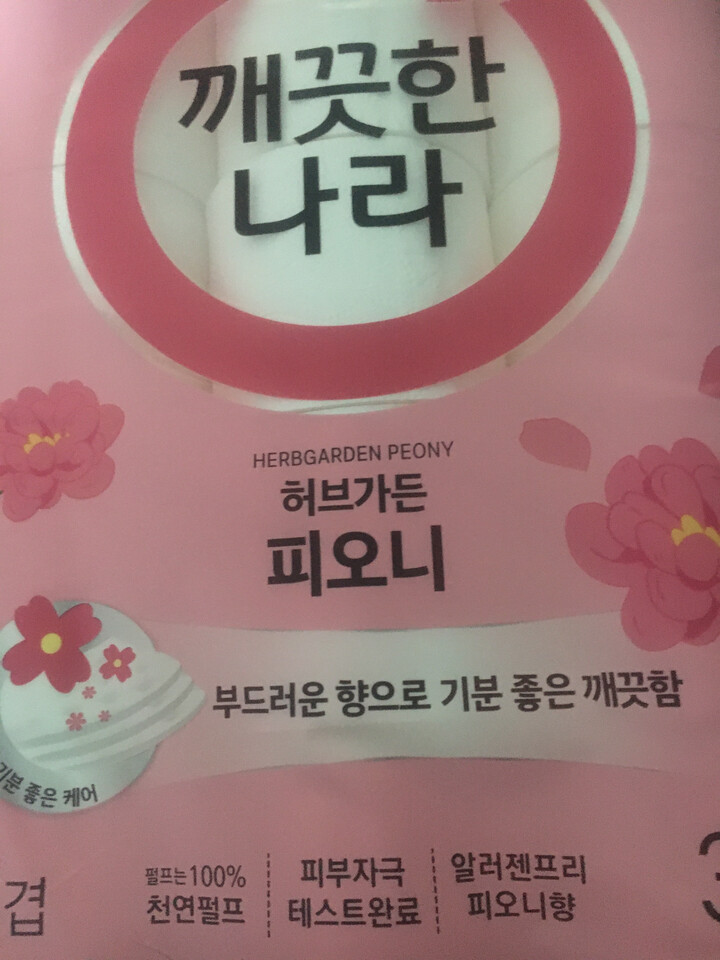 깨끗한
나라
HERBGARDEN PEONY
허브가든
피오니
부드러운 향으로 기분 좋은 깨끗함
기분 좋은 케어
겹
펄프는100%
천연펄프
피부자극
테스트완료
알러젠프리
피오니향
3